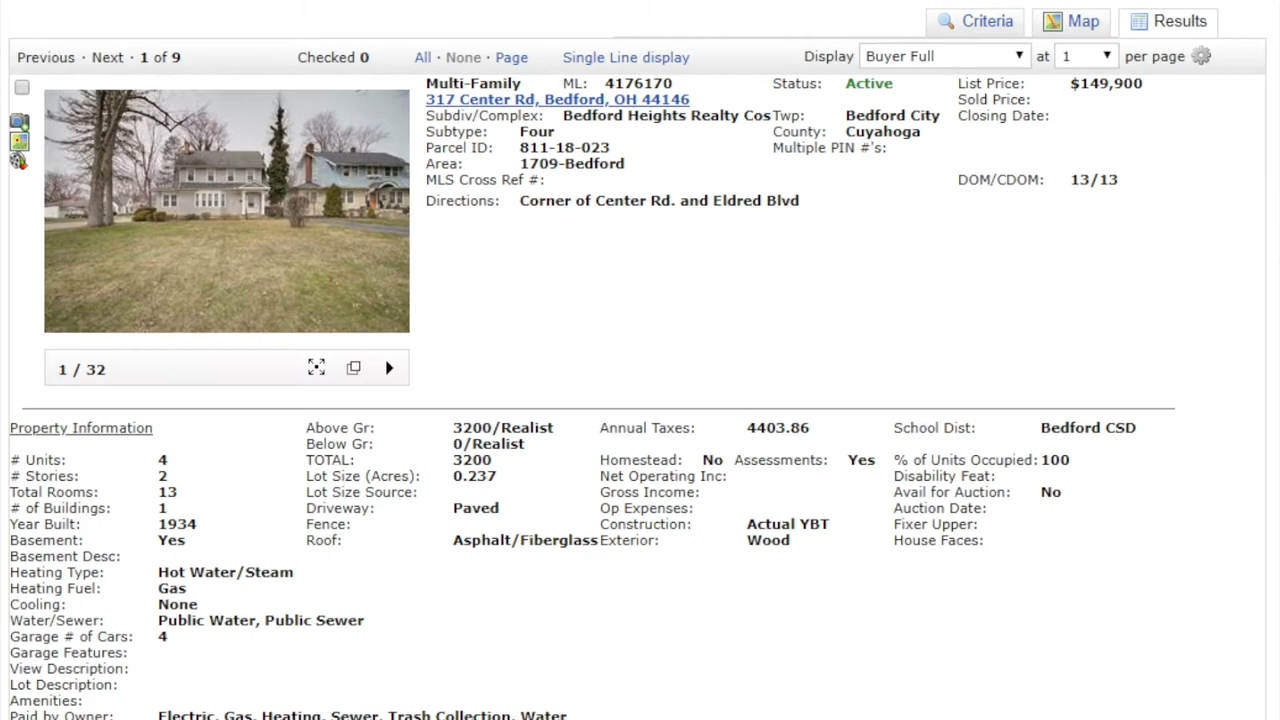 Criteria Map Results
Previous · Next · 1 of 9 Checked 0 All · None · Page Single Line display Display Buyer Full at 1 per page
Multi-Family ML: 4176170 Status: Active List Price: $149,900
317 Center Rd, Bedford, OH 44146 Sold Price:
Subdiv/Complex: Bedford Heights Realty Cos Twp: Bedford City Closing Date:
Subtype: Four County: Cuyahoga
Parcel ID: 811-18-023 Multiple PIN #'s:
Area: 1709-Bedford
MLS Cross Ref #: DOM/CDOM: 13/13
Directions: Corner of Center Rd. and Eldred Blvd
1 / 32
Property Information Above Gr: 3200/Realist Annual Taxes: 4403.86 School Dist: Bedford CSD
Below Gr: 0/Realist
# Units: 4 TOTAL: 3200 Homestead: No Assessments: Yes % of Units Occupied: 100
# Stories: 2 Lot Size (Acres): 0.237 Net Operating Inc: Disability Feat:
Total Rooms: 13 Lot Size Source: Gross Income: Avail for Auction: No
# of Buildings: 1 Driveway: Paved Op Expenses: Auction Date:
Year Built: 1934 Fence: Construction: Actual YBT Fixer Upper:
Basement: Yes Roof: Asphalt/Fiberglass Exterior: Wood House Faces:
Basement Desc:
Heating Type: Hot Water/Steam
Heating Fuel: Gas
Cooling: None
Water/Sewer: Public Water, Public Sewer
Garage # of Cars: 4
Garage Features:
View Description:
Lot Description:
Amenities:
Paid by Owner: Electric, Gas, Heating, Sewer, Trash Collection, Water